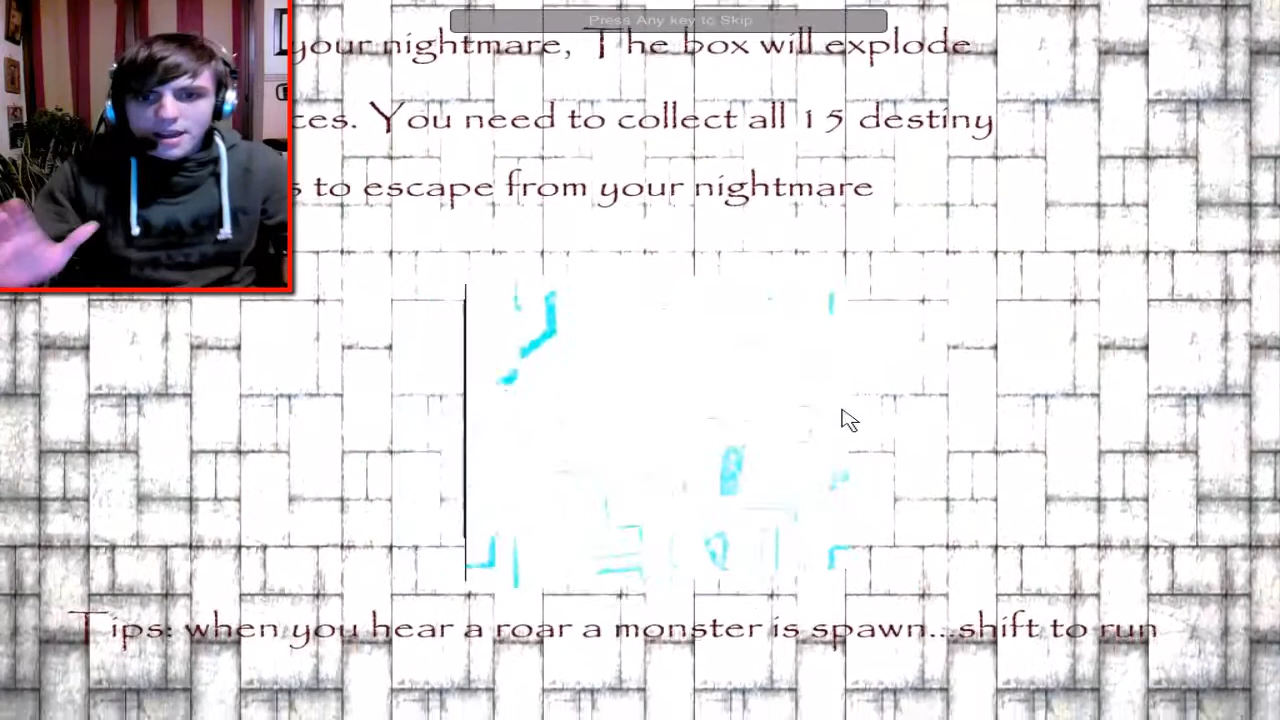 Press Any key to Skip
your nightmare, The box will explode
ces. You need to collect all 15 destiny
s to escape from your nightmare
Tips: when you hear a roar a monster is spawn...shift to run